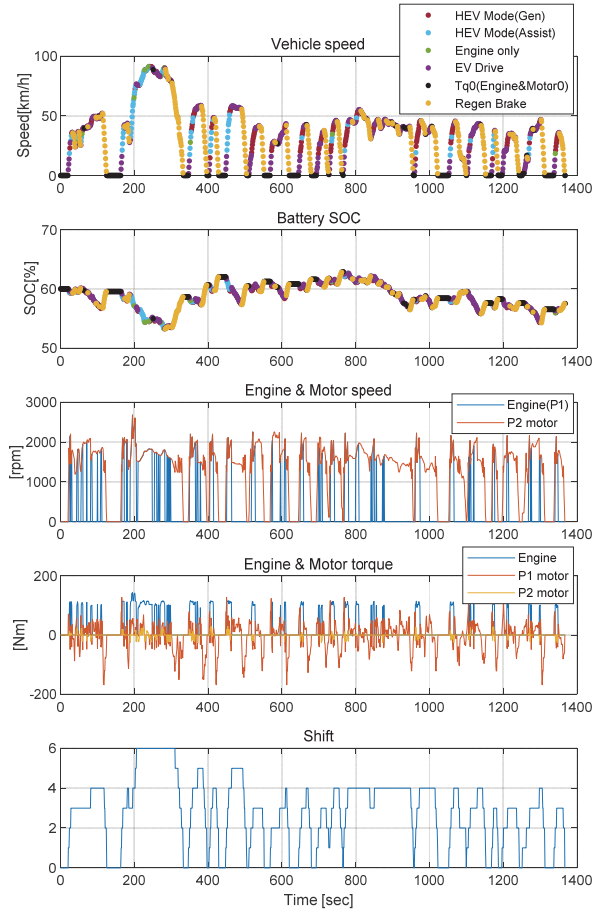 HEV Mode(Gen)
HEV Mode(Assist)
Engine only
EV Drive
Tq0(Engine&Motor0)
Regen Brake
Vehicle speed
Speed[km/h]
100
50
0
0 200 400 600 800 1000 1200 1400
Battery SOC
SOC[%]
70
60
50
0 200 400 600 800 1000 1200 1400
Engine & Motor speed
Engine(P1)
P2 motor
[rpm]
3000
2000
1000
0
0 200 400 600 800 1000 1200 1400
Engine & Motor torque
Engine
P1 motor
P2 motor
[Nm]
200
0
-200
0 200 400 600 800 1000 1200 1400
Shift
6
4
2
0
0 200 400 600 800 1000 1200 1400
Time [sec]